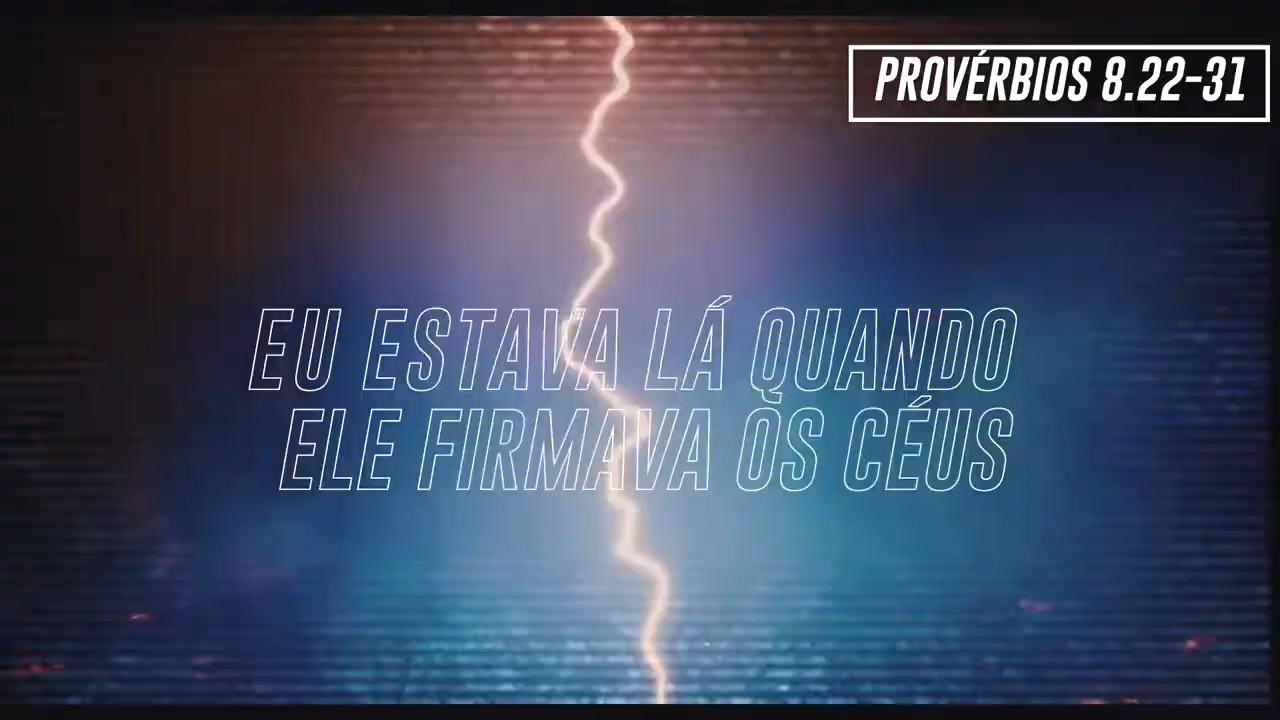 PROVÉRBIOS 8.22-31
EU ESTAVA LÁ QUANDO
ELE FIRMAVA OS CÉUS